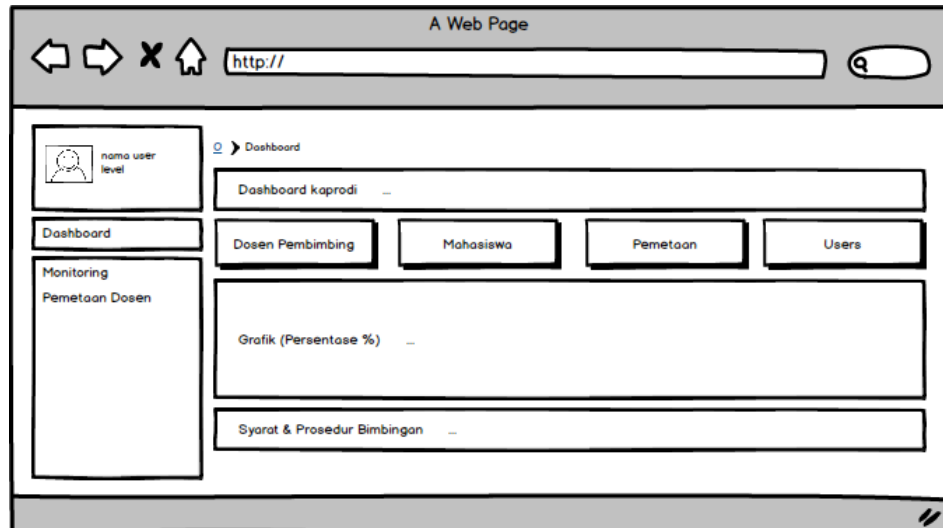 A Web Page
http://
nama user
level
O Dashboard
Dashboard kaprodi ...
Dashboard
Dosen Pembimbing
Mahasiswa
Pemetaan
Users
Monitoring
Pemetaan Dosen
Grafik (Persentase %) ...
Syarat & Prosedur Bimbingan ...